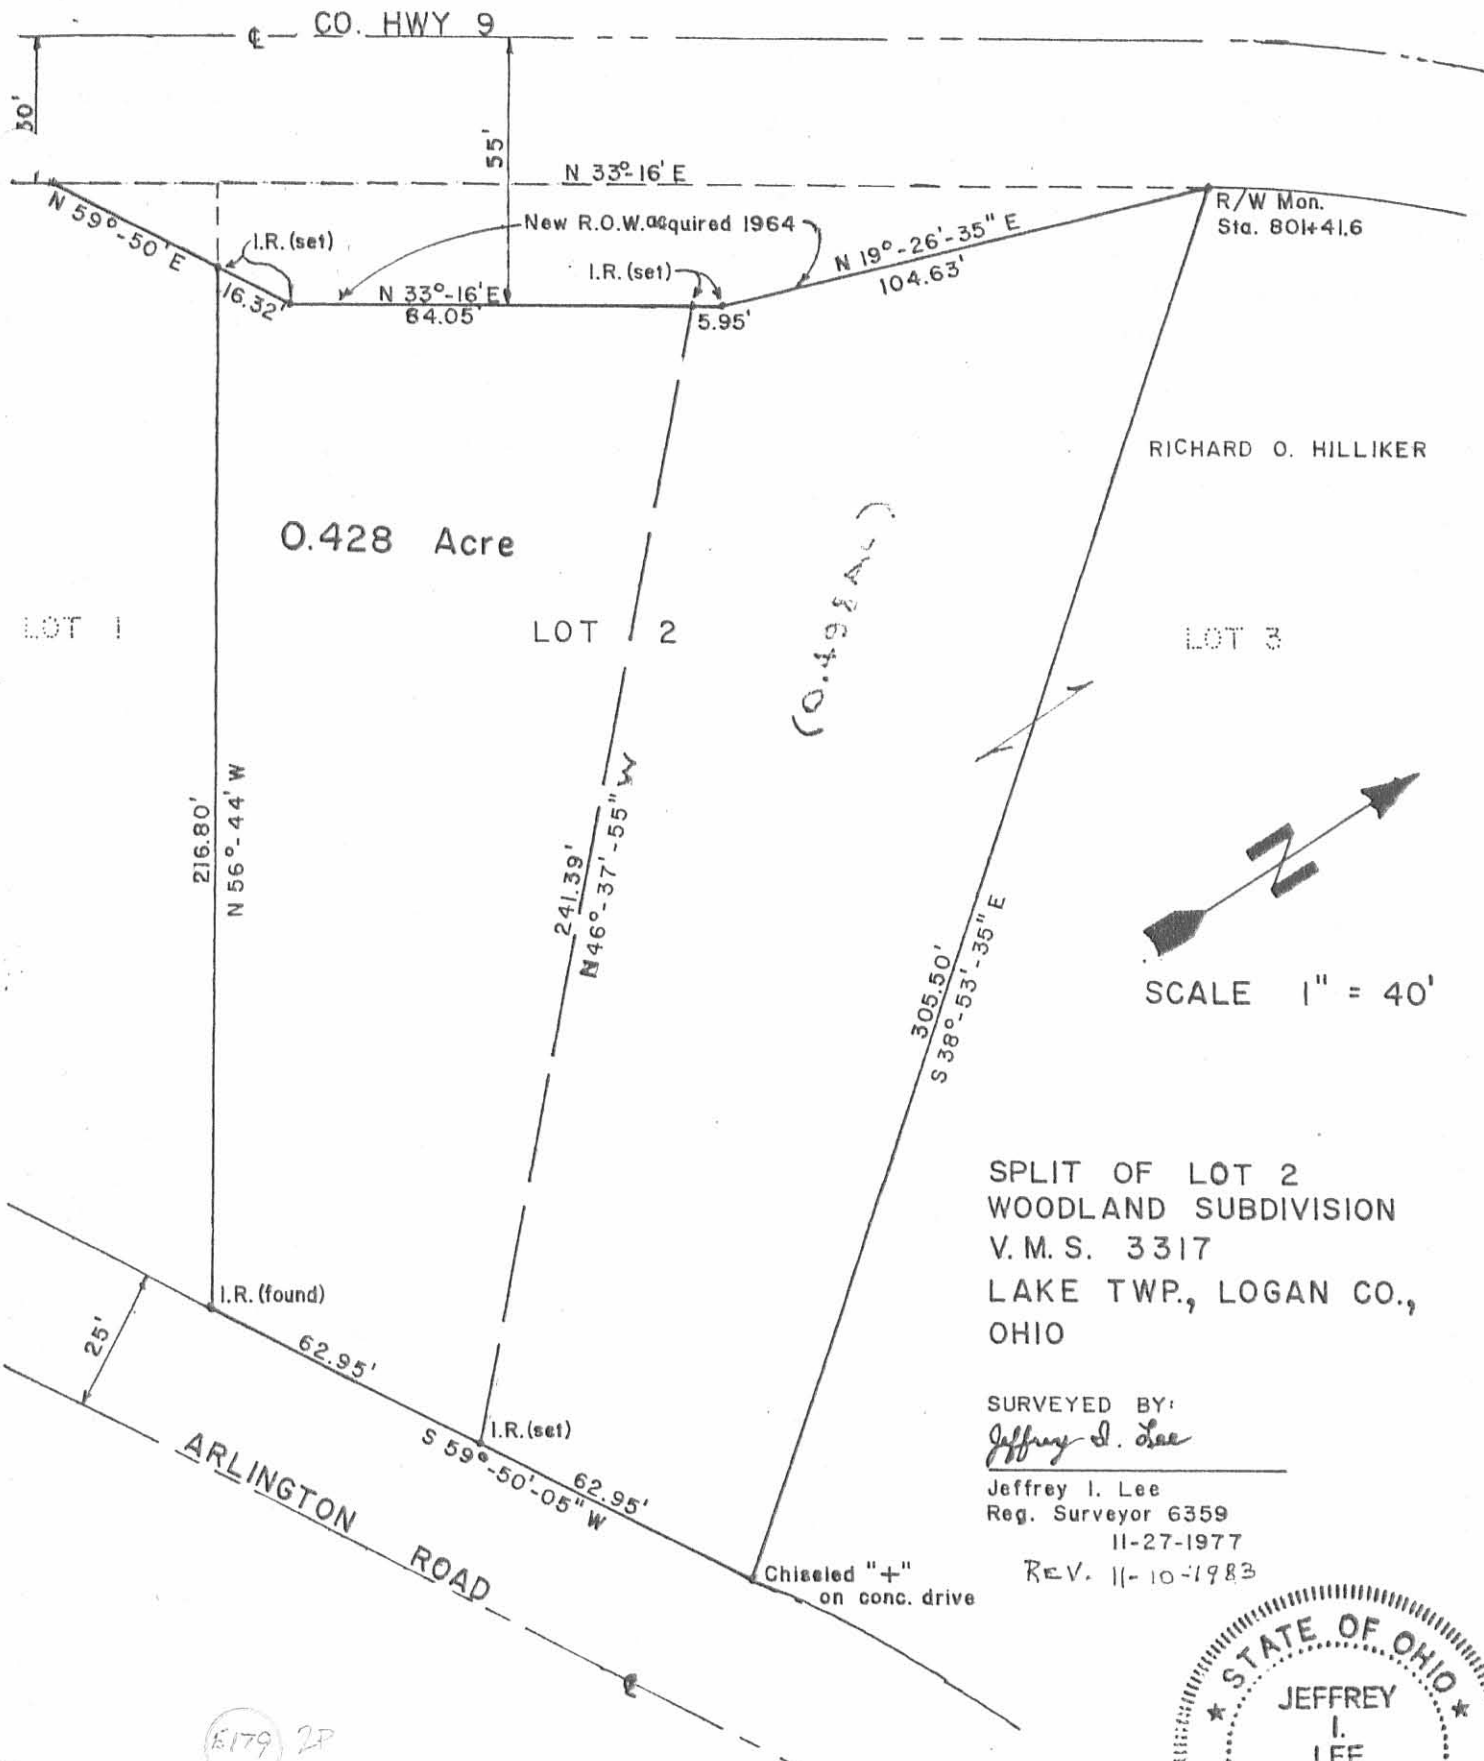 ℄ CO. HWY 9
30'
55'
N 33°-16' E
N 59°-50' E
R/W Mon.
Sta. 801+41.6
New R.O.W. acquired 1964
I.R. (set)
I.R. (set)
N 19°-26'-35" E
104.63'
16.32'
N 33°-16' E
84.05'
5.95'
RICHARD O. HILLIKER
0.428 Acre
(0.498 Ac)
LOT 1
LOT 2
LOT 3
216.80'
N 56°-44' W
241.39'
N 46°-37'-55" W
305.50'
S 38°-53'-35" E
N
SCALE 1" = 40'
SPLIT OF LOT 2
WOODLAND SUBDIVISION
V. M. S. 3317
LAKE TWP., LOGAN CO.,
OHIO
I.R. (found)
25'
62.95'
I.R. (set)
S 59°-50'-05" W
62.95'
ARLINGTON ROAD
℄
Chiseled "+"
on conc. drive
SURVEYED BY:
Jeffrey I. Lee
Jeffrey I. Lee
Reg. Surveyor 6359
11-27-1977
REV. 11-10-1983
STATE OF OHIO
JEFFREY
I.
LEE
E179 2P